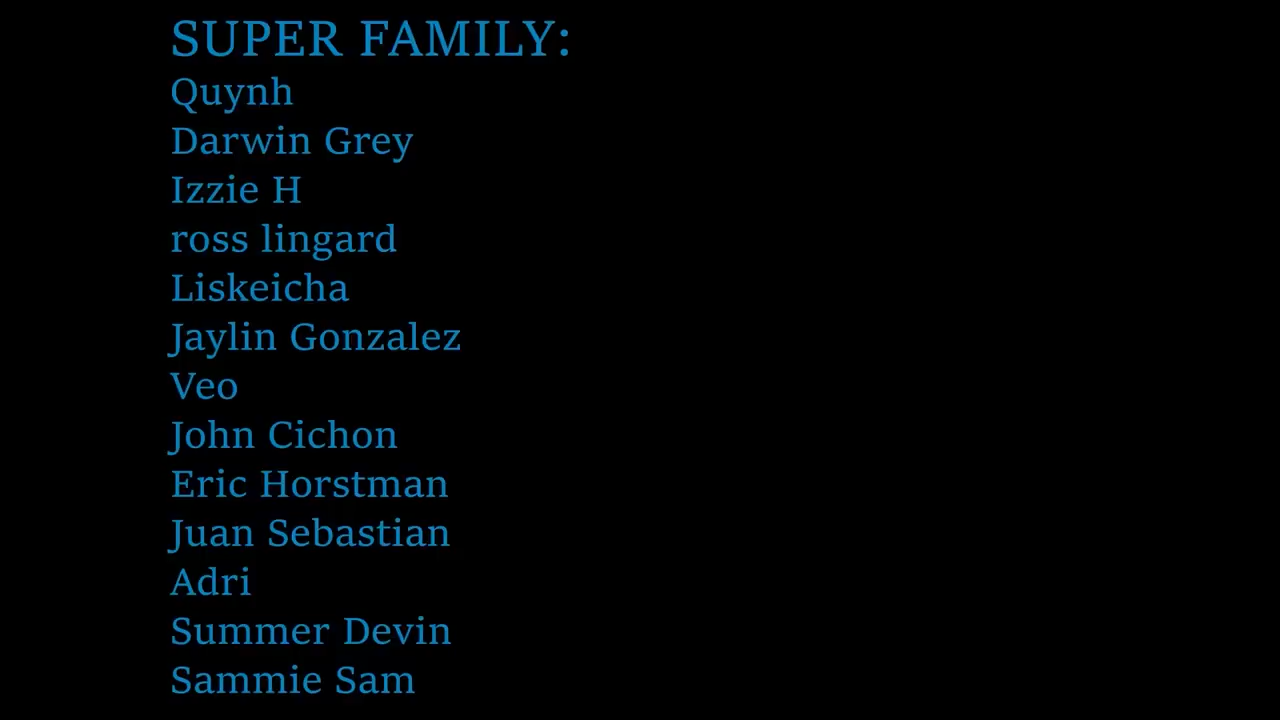 SUPER FAMILY:
Quynh
Darwin Grey
Izzie H
ross lingard
Liskeicha
Jaylin Gonzalez
Veo
John Cichon
Eric Horstman
Juan Sebastian
Adri
Summer Devin
Sammie Sam